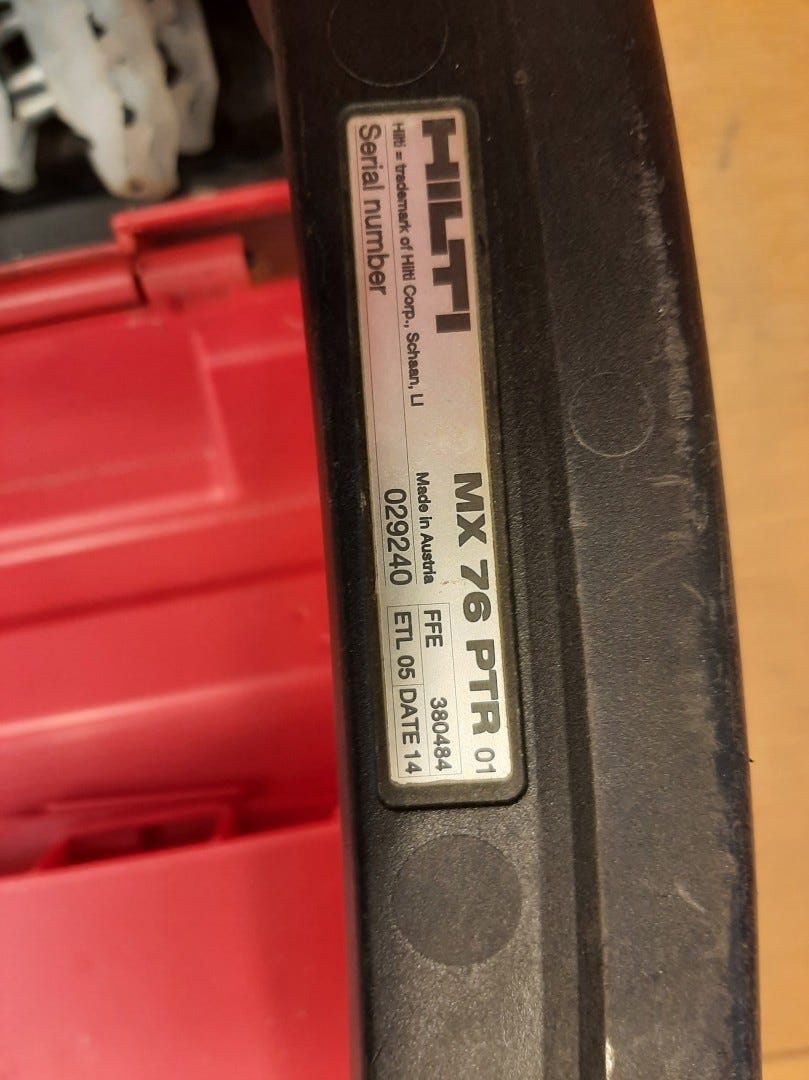 HILTI
MX 76 PTR 01
Hilti = trademark of Hilti Corp., Schaan, LI
Made in Austria
FFE 380484
Serial number
029240
ETL 05 DATE 14